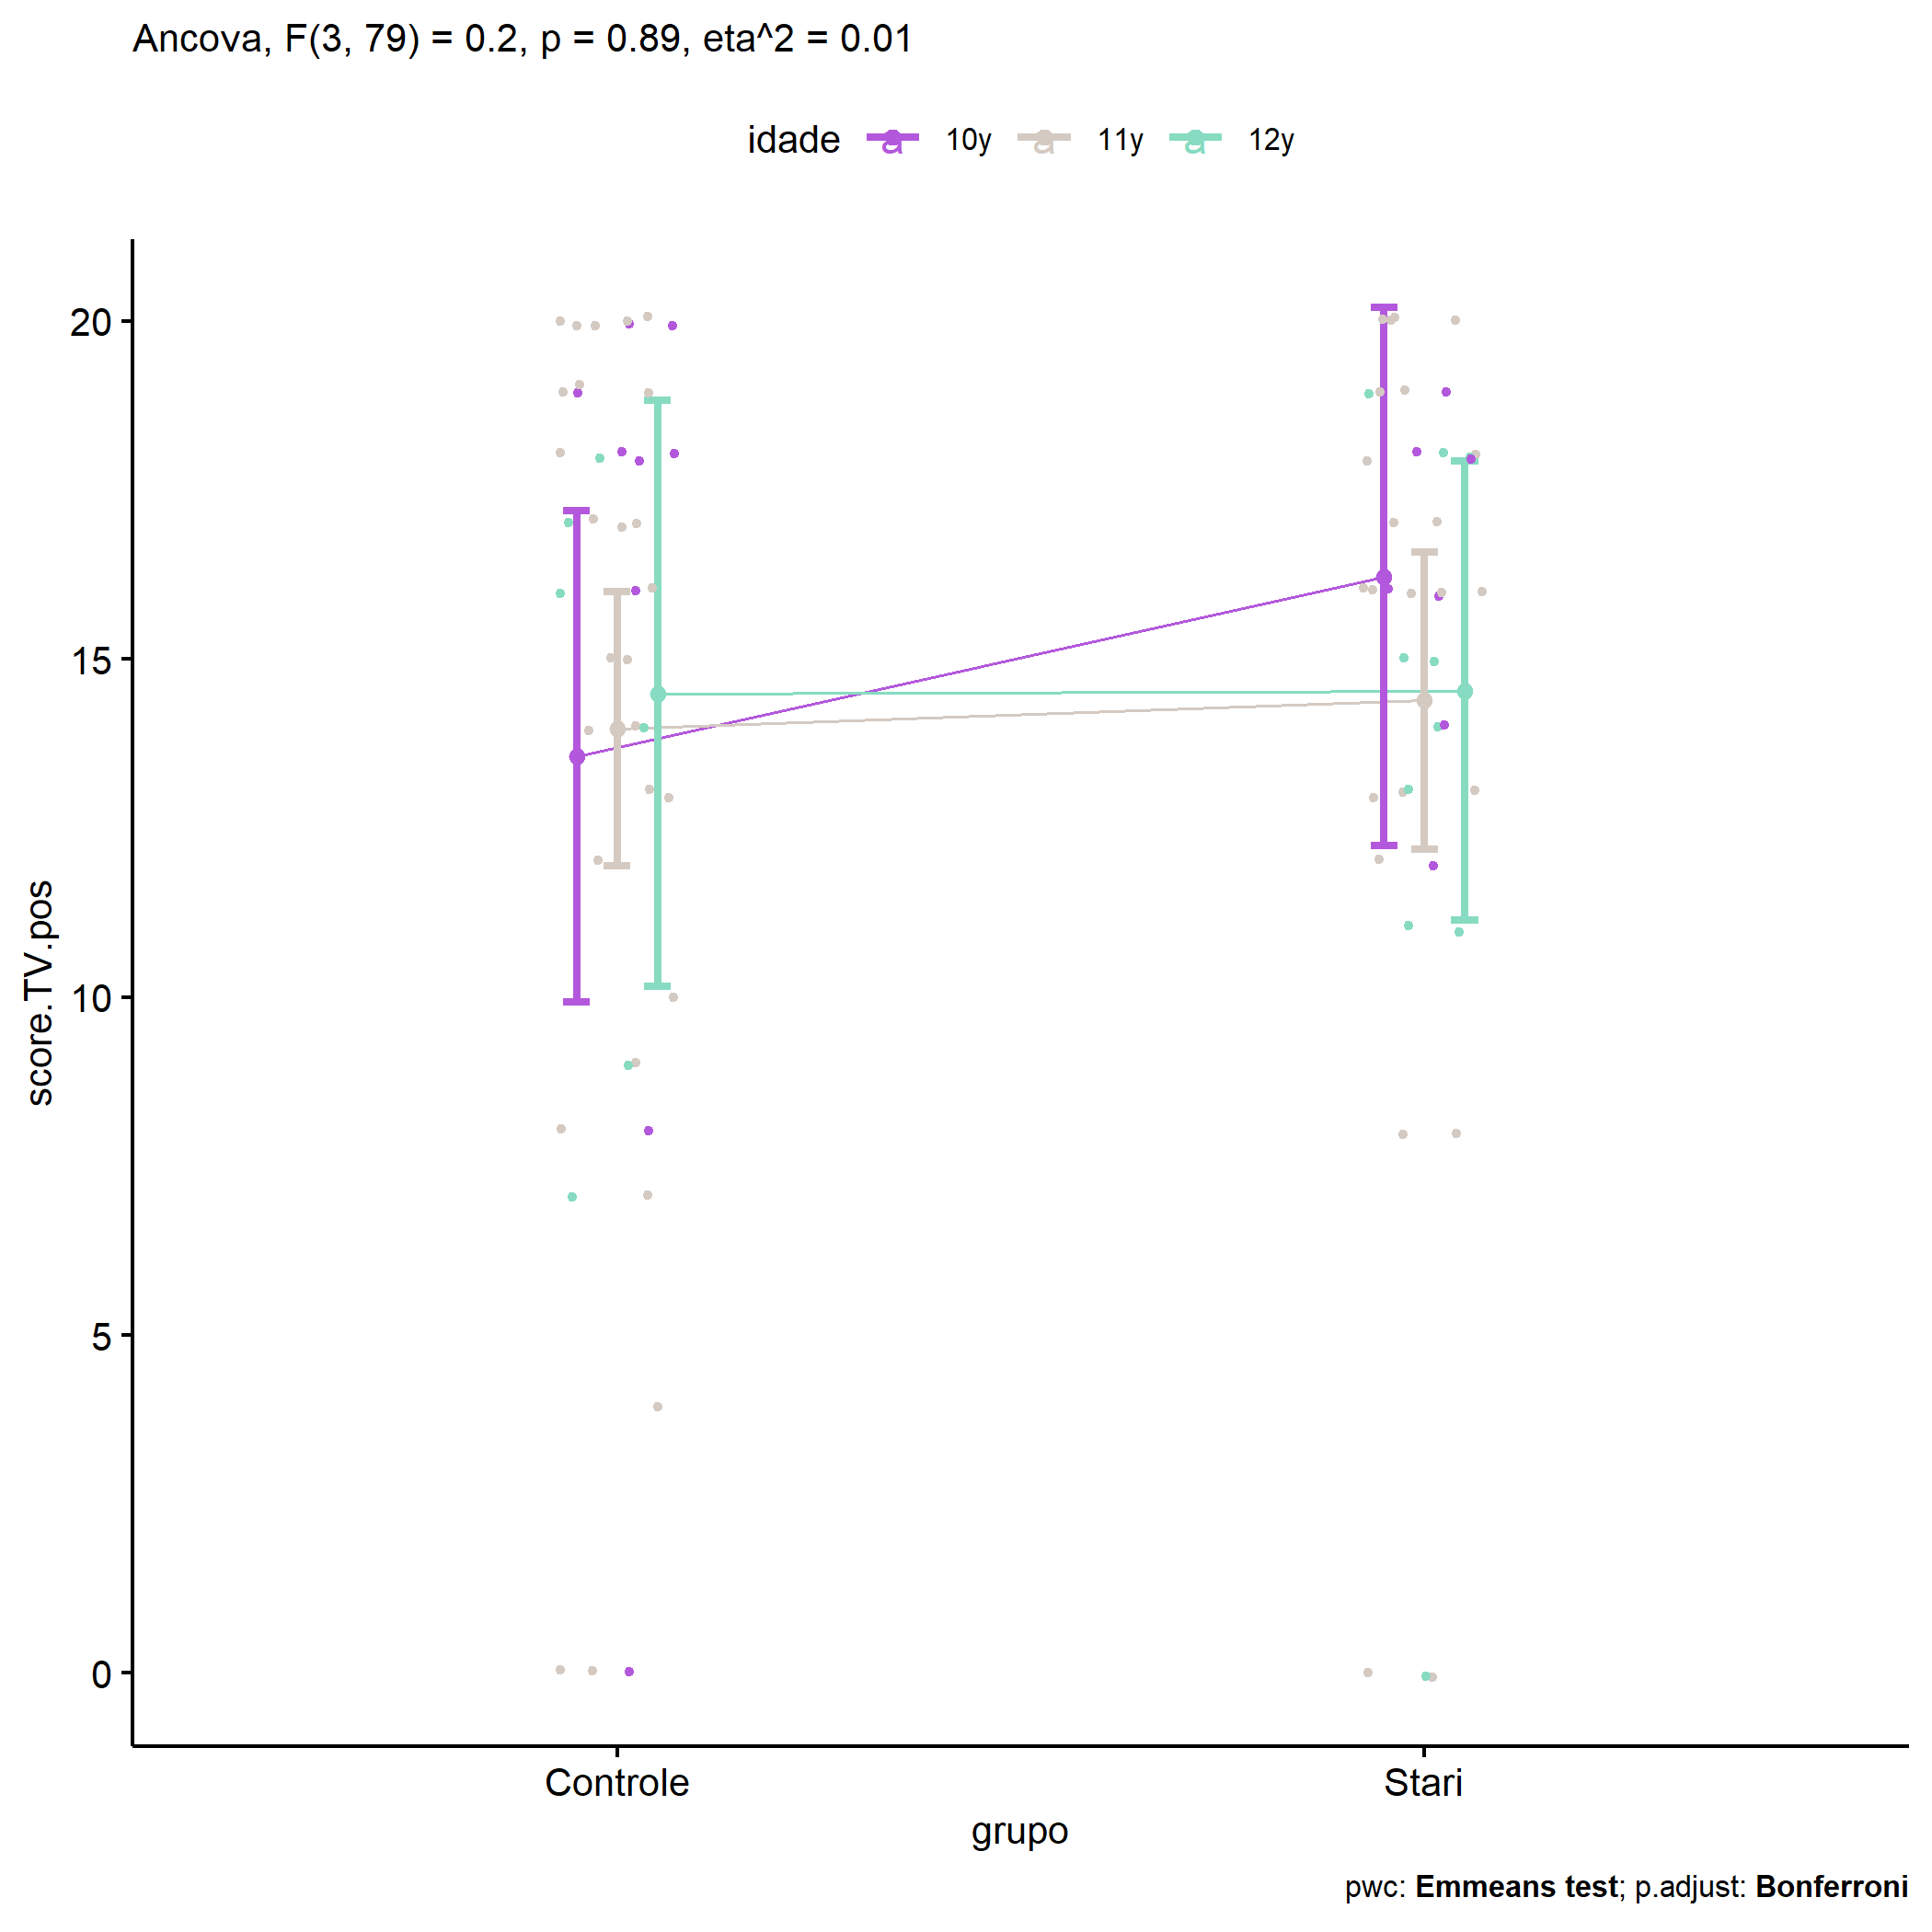 Ancova, F(3, 79) = 0.2, p = 0.89, eta^2 = 0.01
idade a 10y a 11y a 12y
20
15
10
5
0
score.TV.pos
Controle Stari
grupo
pwc: Emmeans test; p.adjust: Bonferroni